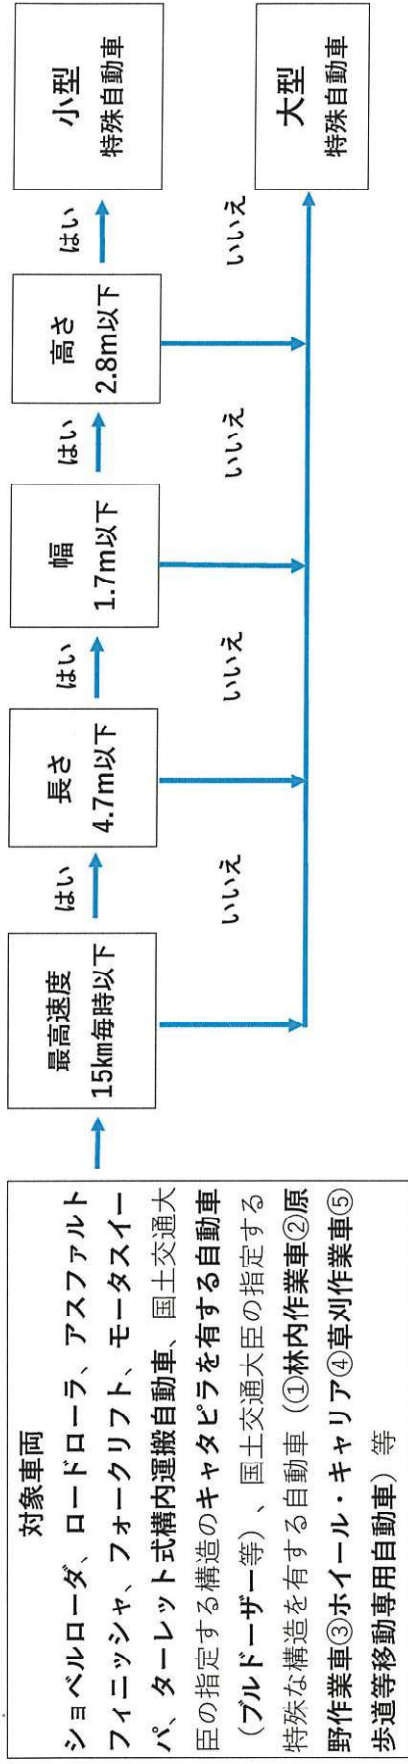 対象車両
ショベルローダ、ロードローラ、アスファルト
フィニッシャ、フォークリフト、モータスイー
パ、ターレット式構内運搬自動車、国土交通大
臣の指定する構造のキャタピラを有する自動車
（ブルドーザー等）、国土交通大臣の指定する
特殊な構造を有する自動車（①林内作業車②原
野作業車③ホイール・キャリア④草刈作業車⑤
歩道等移動専用自動車）等
最高速度
15㎞毎時以下
はい
長さ
4.7m以下
はい
幅
1.7m以下
はい
高さ
2.8m以下
はい
小型
特殊自動車
いいえ
いいえ
いいえ
いいえ
大型
特殊自動車